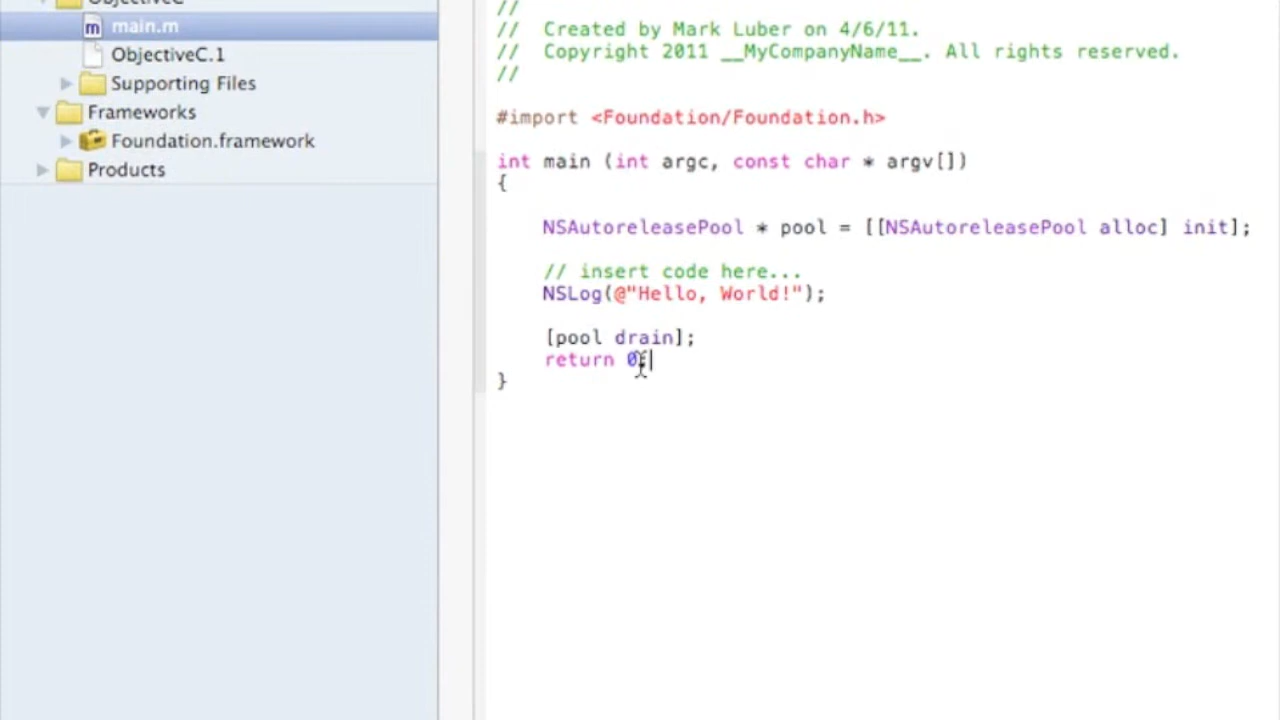 ObjectiveC
main.m
ObjectiveC.1
Supporting Files
Frameworks
Foundation.framework
Products
//
//  Created by Mark Luber on 4/6/11.
//  Copyright 2011 __MyCompanyName__. All rights reserved.
//
#import <Foundation/Foundation.h>
int main (int argc, const char * argv[])
{
NSAutoreleasePool * pool = [[NSAutoreleasePool alloc] init];
// insert code here...
NSLog(@"Hello, World!");
[pool drain];
return 0;
}